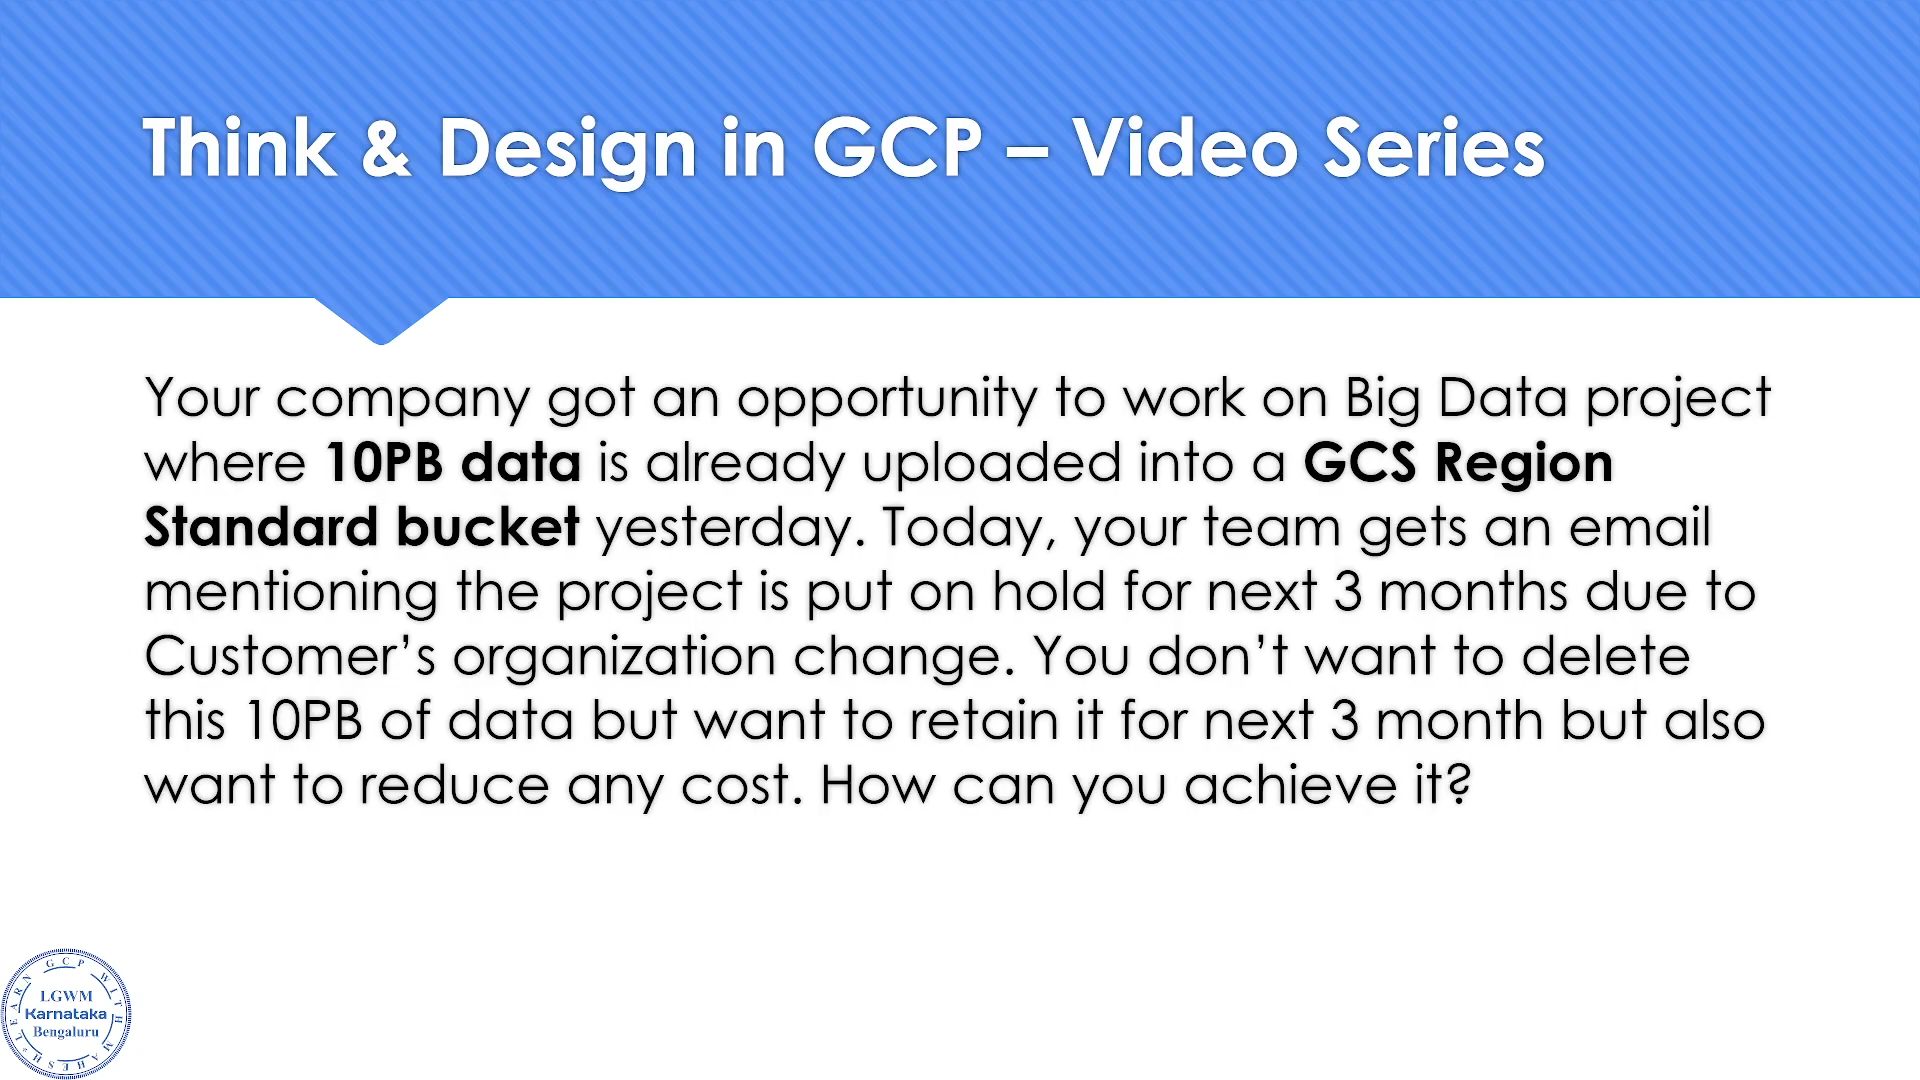 Think & Design in GCP – Video Series
Your company got an opportunity to work on Big Data project
where 10PB data is already uploaded into a GCS Region
Standard bucket yesterday. Today, your team gets an email
mentioning the project is put on hold for next 3 months due to
Customer’s organization change. You don’t want to delete
this 10PB of data but want to retain it for next 3 month but also
want to reduce any cost. How can you achieve it?
LEARN GCP WITH MAHESH
LGWM
Karnataka
Bengaluru